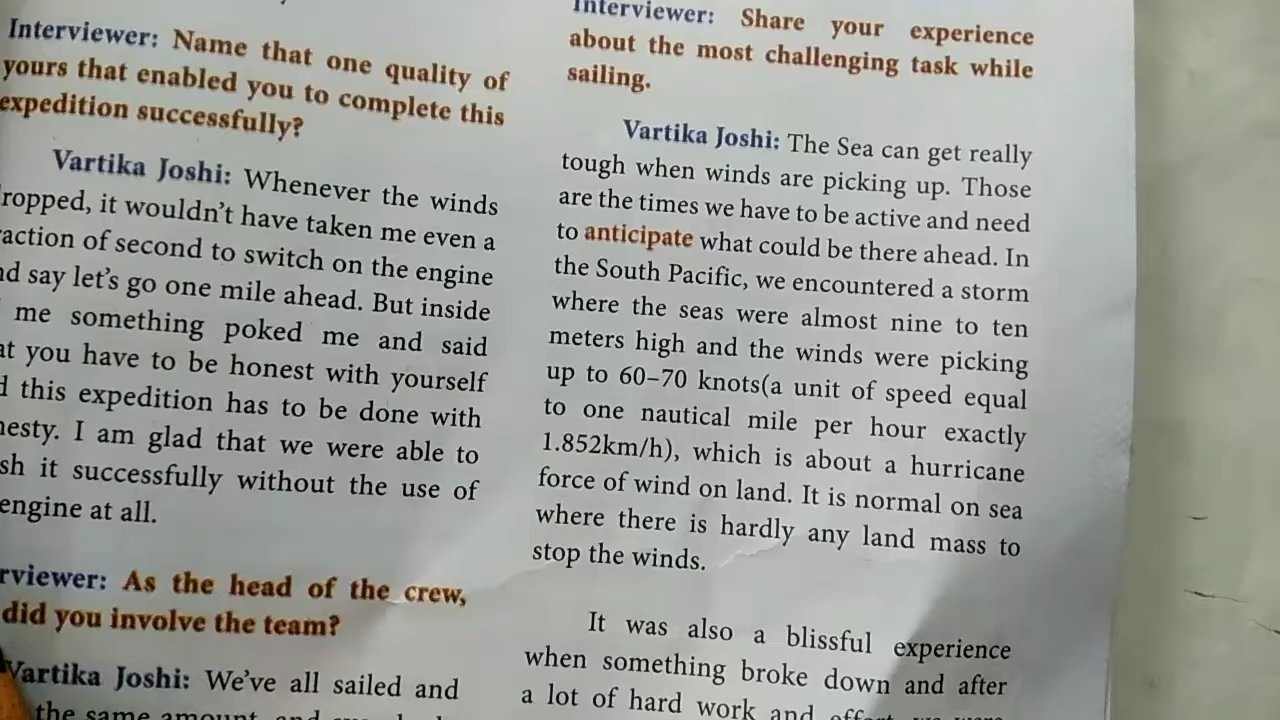 Interviewer: Name that one quality of
yours that enabled you to complete this
expedition successfully?
Vartika Joshi: Whenever the winds
ropped, it wouldn't have taken me even a
action of second to switch on the engine
nd say let's go one mile ahead. But inside
me something poked me and said
at you have to be honest with yourself
d this expedition has to be done with
nesty. I am glad that we were able to
sh it successfully without the use of
engine at all.
rviewer: As the head of the crew,
did you involve the team?
Vartika Joshi: We've all sailed and
the same amount
Interviewer: Share your experience
about the most challenging task while
sailing.
Vartika Joshi: The Sea can get really
tough when winds are picking up. Those
are the times we have to be active and need
to anticipate what could be there ahead. In
the South Pacific, we encountered a storm
where the seas were almost nine to ten
meters high and the winds were picking
up to 60–70 knots(a unit of speed equal
to one nautical mile per hour exactly
1.852km/h), which is about a hurricane
force of wind on land. It is normal on sea
where there is hardly any land mass to
stop the winds.
It was also a blissful experience
when something broke down and after
a lot of hard work and